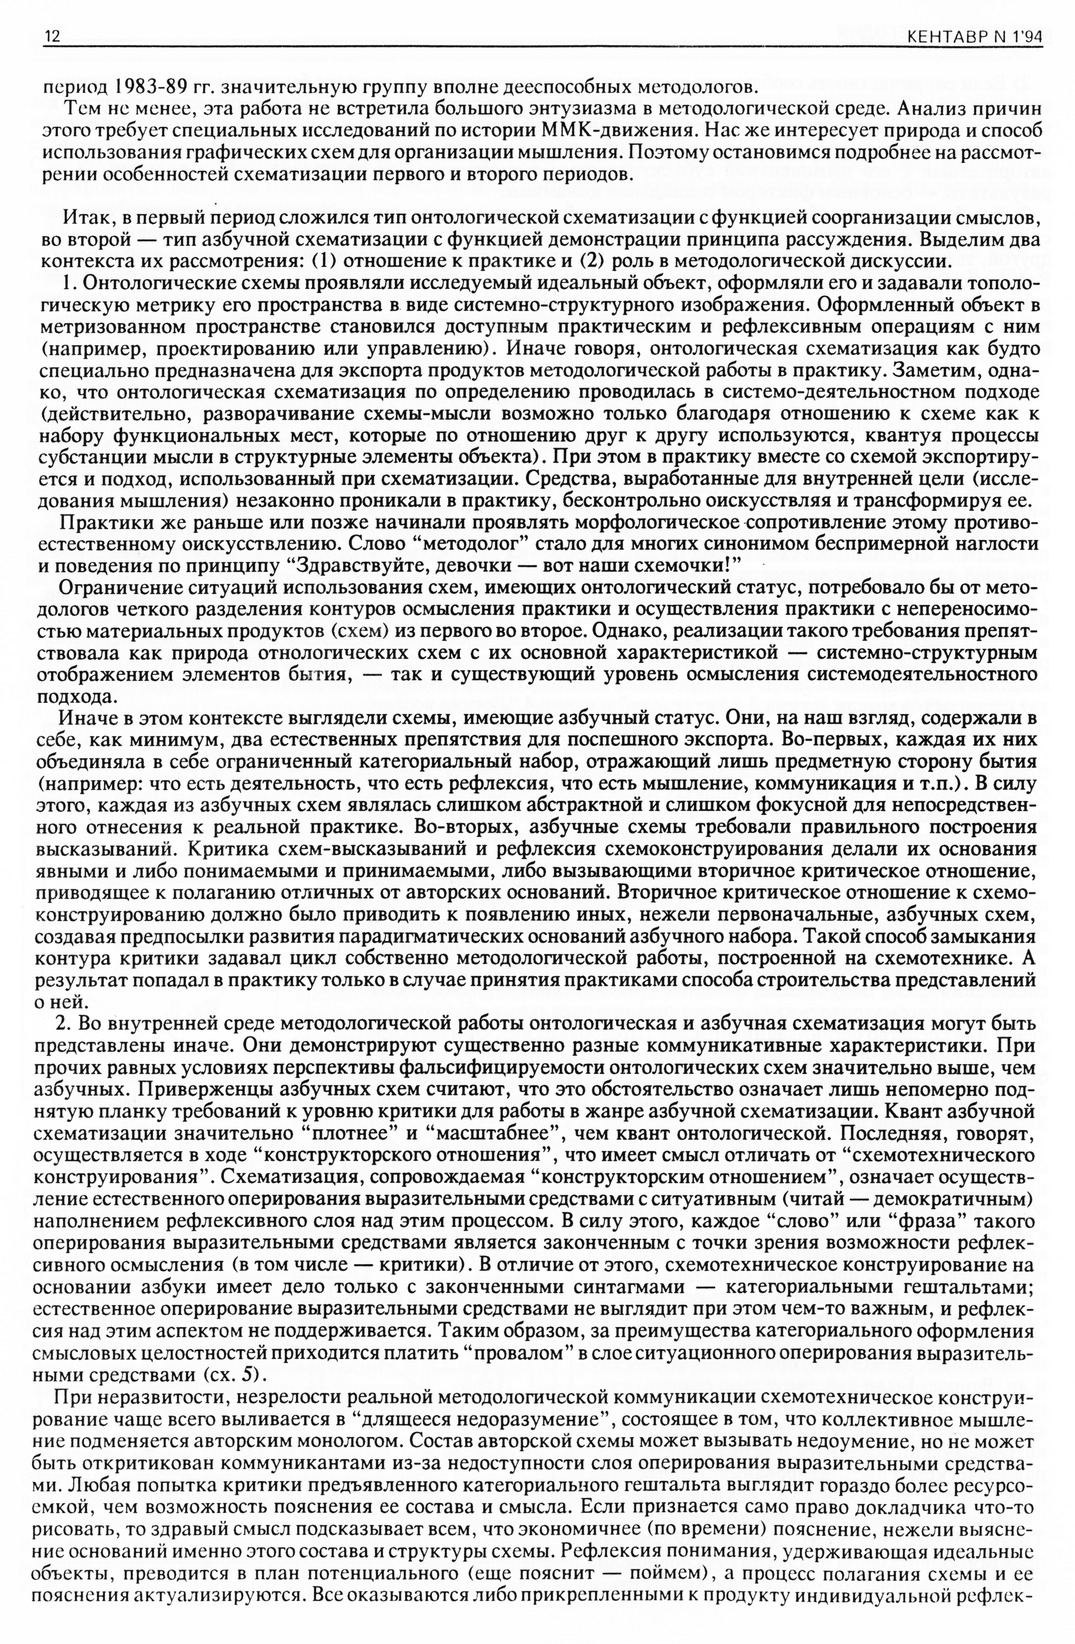 12
КЕНТАВР N 1'94
период 1983-89 гг. значительную группу вполне дееспособных методологов.
Тем не менее, эта работа не встретила большого энтузиазма в методологической среде. Анализ причин
этого требует специальных исследований по истории ММК-движения. Нас же интересует природа и способ
использования графических схем для организации мышления. Поэтому остановимся подробнее на рассмот-
рении особенностей схематизации первого и второго периодов.
Итак, в первый период сложился тип онтологической схематизации с функцией соорганизации смыслов,
во второй — тип азбучной схематизации с функцией демонстрации принципа рассуждения. Выделим два
контекста их рассмотрения: (1) отношение к практике и (2) роль в методологической дискуссии.
1. Онтологические схемы проявляли исследуемый идеальный объект, оформляли его и задавали тополо-
гическую метрику его пространства в виде системно-структурного изображения. Оформленный объект в
метризованном пространстве становился доступным практическим и рефлексивным операциям с ним
(например, проектированию или управлению). Иначе говоря, онтологическая схематизация как будто
специально предназначена для экспорта продуктов методологической работы в практику. Заметим, одна-
ко, что онтологическая схематизация по определению проводилась в системо-деятельностном подходе
(действительно, разворачивание схемы-мысли возможно только благодаря отношению к схеме как к
набору функциональных мест, которые по отношению друг к другу используются, квантуя процессы
субстанции мысли в структурные элементы объекта). При этом в практику вместе со схемой экспортиру-
ется и подход, использованный при схематизации. Средства, выработанные для внутренней цели (иссле-
дования мышления) незаконно проникали в практику, бесконтрольно оискусствляя и трансформируя ее.
Практики же раньше или позже начинали проявлять морфологическое сопротивление этому противо-
естественному оискусствлению. Слово “методолог” стало для многих синонимом беспримерной наглости
и поведения по принципу “Здравствуйте, девочки — вот наши схемочки!”
Ограничение ситуаций использования схем, имеющих онтологический статус, потребовало бы от мето-
дологов четкого разделения контуров осмысления практики и осуществления практики с непереносимо-
стью материальных продуктов (схем) из первого во второе. Однако, реализации такого требования препят-
ствовала как природа отнологических схем с их основной характеристикой — системно-структурным
отображением элементов бытия, — так и существующий уровень осмысления системодеятельностного
подхода.
Иначе в этом контексте выглядели схемы, имеющие азбучный статус. Они, на наш взгляд, содержали в
себе, как минимум, два естественных препятствия для поспешного экспорта. Во-первых, каждая их них
объединяла в себе ограниченный категориальный набор, отражающий лишь предметную сторону бытия
(например: что есть деятельность, что есть рефлексия, что есть мышление, коммуникация и т.п.). В силу
этого, каждая из азбучных схем являлась слишком абстрактной и слишком фокусной для непосредствен-
ного отнесения к реальной практике. Во-вторых, азбучные схемы требовали правильного построения
высказываний. Критика схем-высказываний и рефлексия схемоконструирования делали их основания
явными и либо понимаемыми и принимаемыми, либо вызывающими вторичное критическое отношение,
приводящее к полаганию отличных от авторских оснований. Вторичное критическое отношение к схемо-
конструированию должно было приводить к появлению иных, нежели первоначальные, азбучных схем,
создавая предпосылки развития парадигматических оснований азбучного набора. Такой способ замыкания
контура критики задавал цикл собственно методологической работы, построенной на схемотехнике. А
результат попадал в практику только в случае принятия практиками способа строительства представлений
о ней.
2. Во внутренней среде методологической работы онтологическая и азбучная схематизация могут быть
представлены иначе. Они демонстрируют существенно разные коммуникативные характеристики. При
прочих равных условиях перспективы фальсифицируемости онтологических схем значительно выше, чем
азбучных. Приверженцы азбучных схем считают, что это обстоятельство означает лишь непомерно под-
нятую планку требований к уровню критики для работы в жанре азбучной схематизации. Квант азбучной
схематизации значительно “плотнее” и “масштабнее”, чем квант онтологической. Последняя, говорят,
осуществляется в ходе “конструкторского отношения”, что имеет смысл отличать от “схемотехнического
конструирования”. Схематизация, сопровождаемая “конструкторским отношением”, означает осуществ-
ление естественного оперирования выразительными средствами с ситуативным (читай — демократичным)
наполнением рефлексивного слоя над этим процессом. В силу этого, каждое “слово” или “фраза” такого
оперирования выразительными средствами является законченным с точки зрения возможности рефлек-
сивного осмысления (в том числе — критики). В отличие от этого, схемотехническое конструирование на
основании азбуки имеет дело только с законченными синтагмами — категориальными гештальтами;
естественное оперирование выразительными средствами не выглядит при этом чем-то важным, и рефлек-
сия над этим аспектом не поддерживается. Таким образом, за преимущества категориального оформления
смысловых целостностей приходится платить “провалом” в слое ситуационного оперирования выразитель-
ными средствами (сх. 5).
При неразвитости, незрелости реальной методологической коммуникации схемотехническое конструи-
рование чаще всего выливается в “длящееся недоразумение”, состоящее в том, что коллективное мышле-
ние подменяется авторским монологом. Состав авторской схемы может вызывать недоумение, но не может
быть откритикован коммуникантами из-за недоступности слоя оперирования выразительными средства-
ми. Любая попытка критики предъявленного категориального гештальта выглядит гораздо более ресурсо-
емкой, чем возможность пояснения ее состава и смысла. Если признается само право докладчика что-то
рисовать, то здравый смысл подсказывает всем, что экономичнее (по времени) пояснение, нежели выясне-
ние оснований именно этого состава и структуры схемы. Рефлексия понимания, удерживающая идеальные
объекты, преводится в план потенциального (еще пояснит — поймем), а процесс полагания схемы и ее
пояснения актуализируются. Все оказываются либо прикрепленными к продукту индивидуальной рефлек-